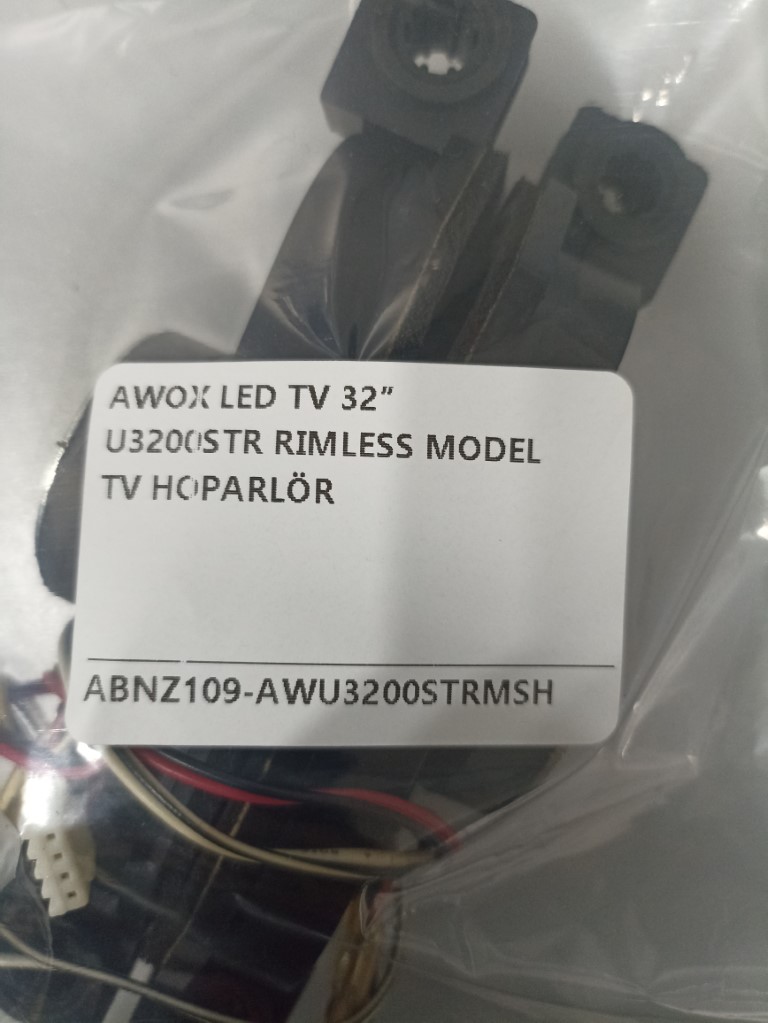 AWOX LED TV 32”
U3200STR RIMLESS MODEL
TV HOPARLÖR
ABNZ109-AWU3200STRMSH